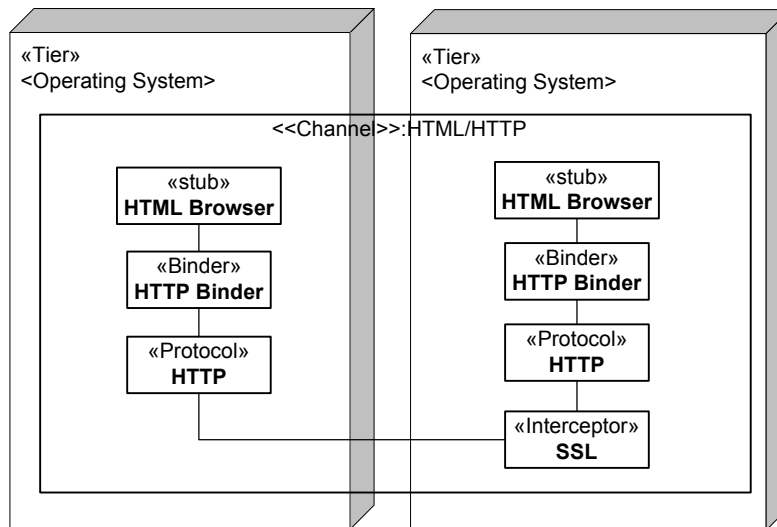 «Tier»
<Operating System>
«Tier»
<Operating System>
<<Channel>>:HTML/HTTP
«stub»
HTML Browser
«Binder»
HTTP Binder
«Protocol»
HTTP
«stub»
HTML Browser
«Binder»
HTTP Binder
«Protocol»
HTTP
«Interceptor»
SSL